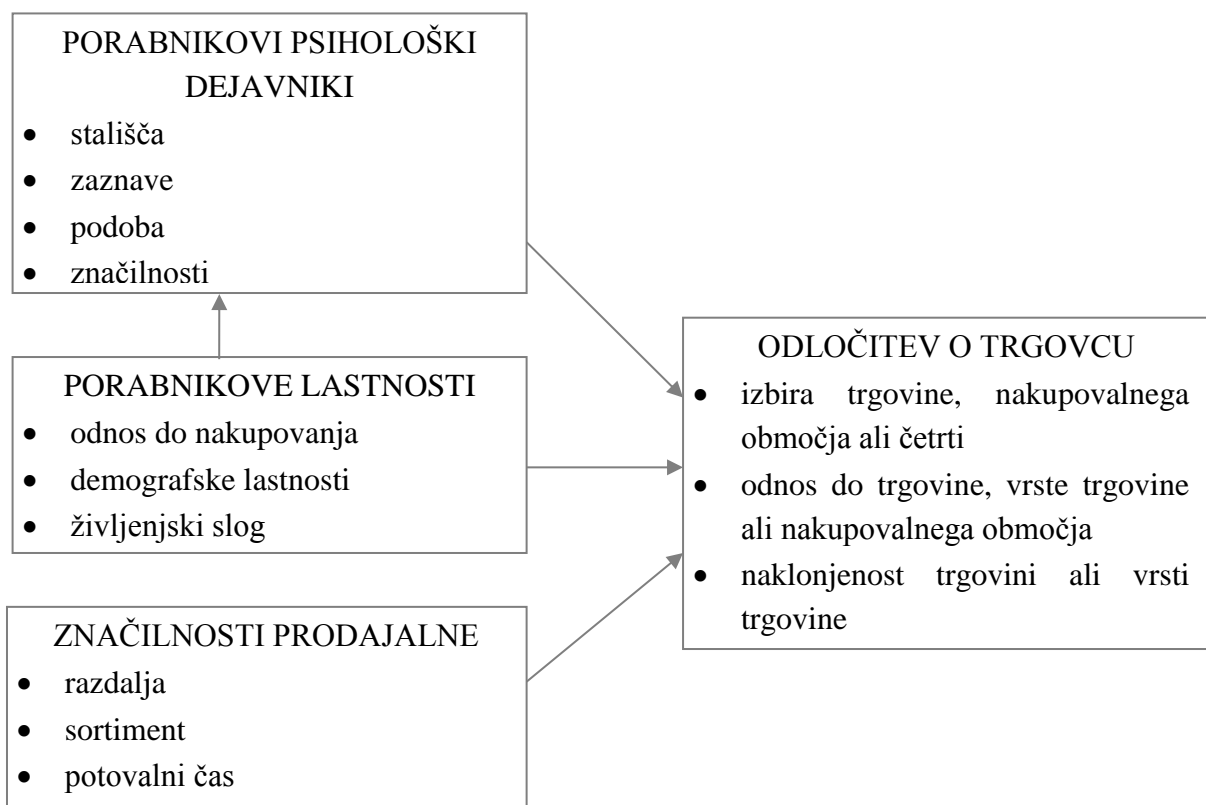 PORABNIKOVI PSIHOLOŠKI
DEJAVNIKI
• stališča
• zaznave
• podoba
• značilnosti
PORABNIKOVE LASTNOSTI
• odnos do nakupovanja
• demografske lastnosti
• življenjski slog
ZNAČILNOSTI PRODAJALNE
• razdalja
• sortiment
• potovalni čas
ODLOČITEV O TRGOVCU
• izbira trgovine, nakupovalnega
območja ali četrti
• odnos do trgovine, vrste trgovine
ali nakupovalnega območja
• naklonjenost trgovini ali vrsti
trgovine